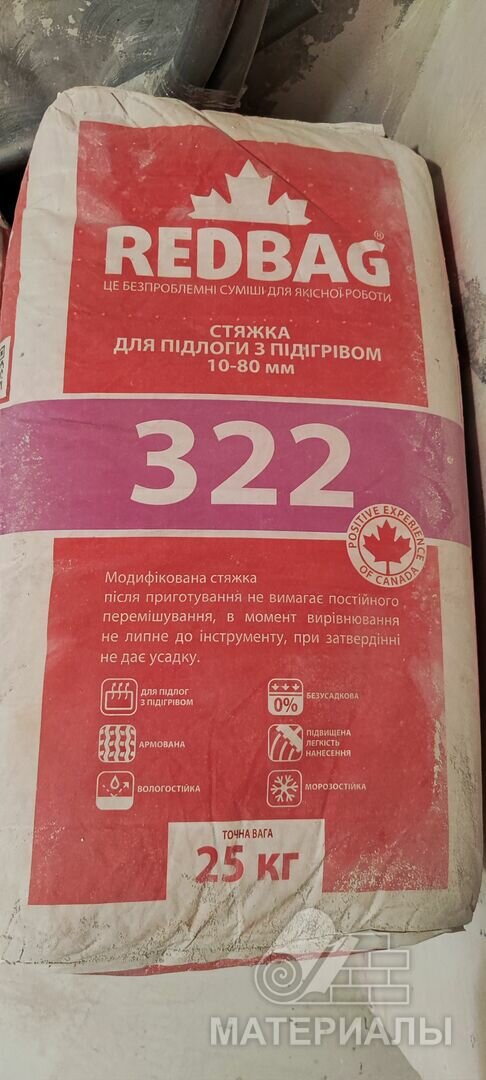 REDBAG®
ЦЕ БЕЗПРОБЛЕМНІ СУМІШІ ДЛЯ ЯКІСНОЇ РОБОТИ
СТЯЖКА
ДЛЯ ПІДЛОГИ З ПІДІГРІВОМ
10-80 мм
322
POSITIVE EXPERIENCE
OF CANADA
Модифікована стяжка
після приготування не вимагає постійного
перемішування, в момент вирівнювання
не липне до інструменту, при затвердінні
не дає усадку.
ДЛЯ ПІДЛОГ
З ПІДІГРІВОМ
0%
БЕЗУСАДКОВА
АРМОВАНА
ПІДВИЩЕНА
ЛЕГКІСТЬ
НАНЕСЕННЯ
ВОЛОГОСТІЙКА
МОРОЗОСТІЙКА
ТОЧНА ВАГА
25 кг
МАТЕРИАЛЫ